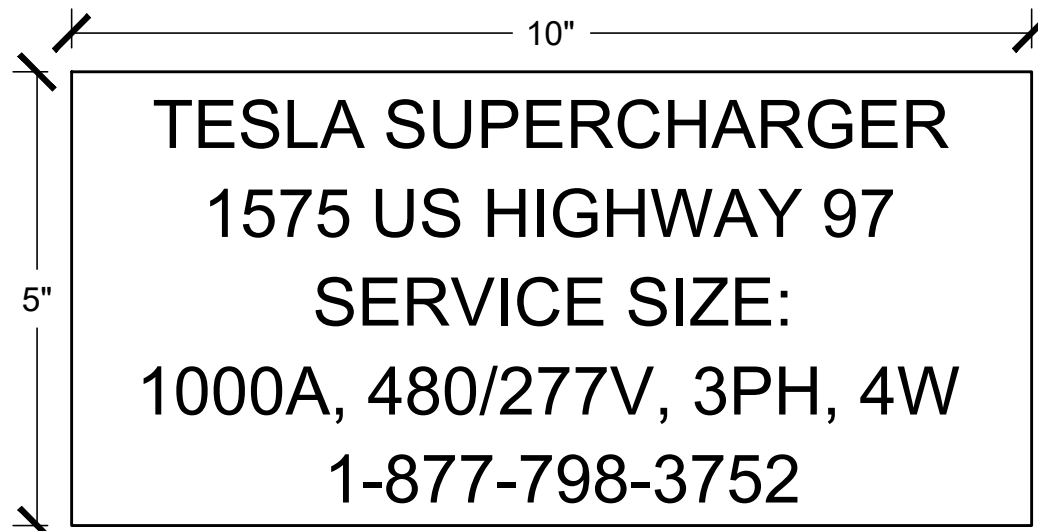 10"
TESLA SUPERCHARGER
1575 US HIGHWAY 97
5"
SERVICE SIZE:
1000A, 480/277V, 3PH, 4W
1-877-798-3752